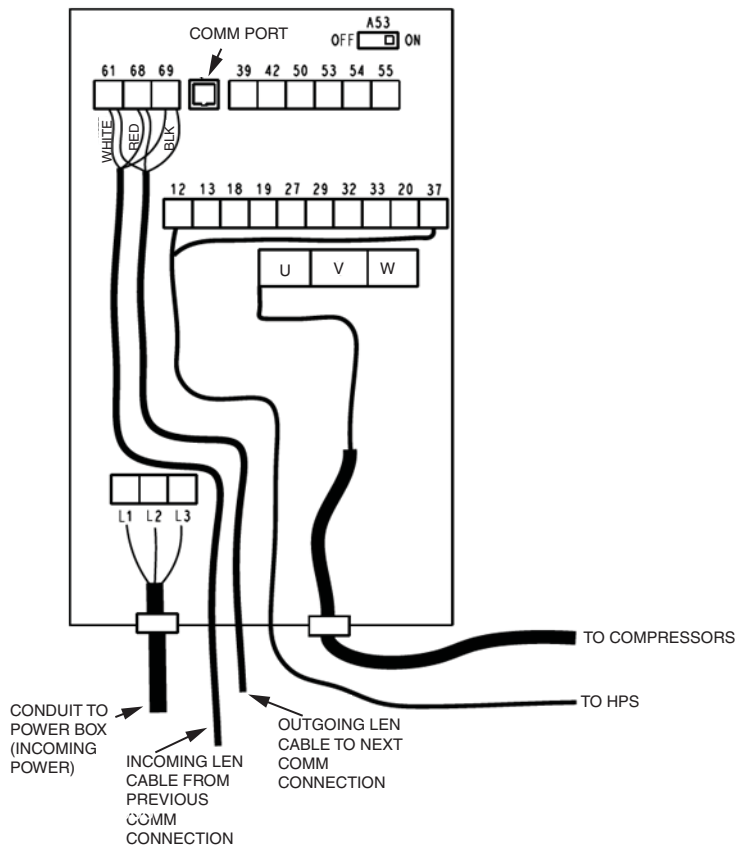 A53
COMM PORT
OFF ON
61 68 69
39 42 50 53 54 55
WHITE
RED
BLK
12 13 18 19 27 29 32 33 20 37
U V W
L1 L2 L3
TO COMPRESSORS
TO HPS
CONDUIT TO
POWER BOX
(INCOMING
POWER)
OUTGOING LEN
CABLE TO NEXT
COMM
CONNECTION
INCOMING LEN
CABLE FROM
PREVIOUS
COMM
CONNECTION